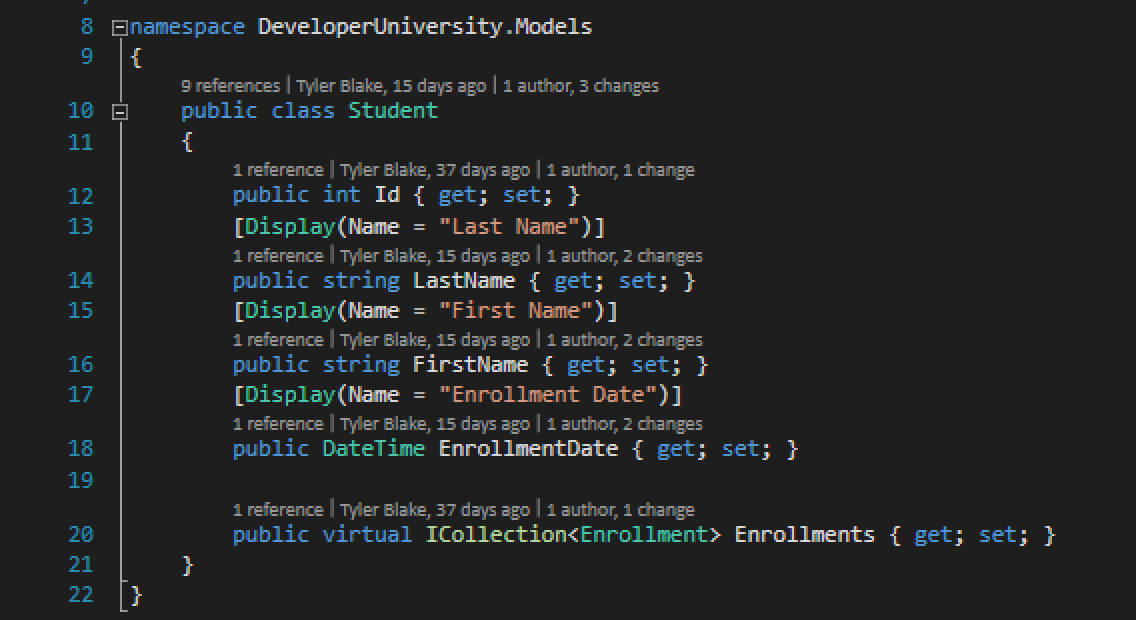 8 namespace DeveloperUniversity.Models
9 {
9 references | Tyler Blake, 15 days ago | 1 author, 3 changes
10 public class Student
11 {
1 reference | Tyler Blake, 37 days ago | 1 author, 1 change
12 public int Id { get; set; }
13 [Display(Name = "Last Name")]
1 reference | Tyler Blake, 15 days ago | 1 author, 2 changes
14 public string LastName { get; set; }
15 [Display(Name = "First Name")]
1 reference | Tyler Blake, 15 days ago | 1 author, 2 changes
16 public string FirstName { get; set; }
17 [Display(Name = "Enrollment Date")]
1 reference | Tyler Blake, 15 days ago | 1 author, 2 changes
18 public DateTime EnrollmentDate { get; set; }
19
1 reference | Tyler Blake, 37 days ago | 1 author, 1 change
20 public virtual ICollection<Enrollment> Enrollments { get; set; }
21 }
22 }